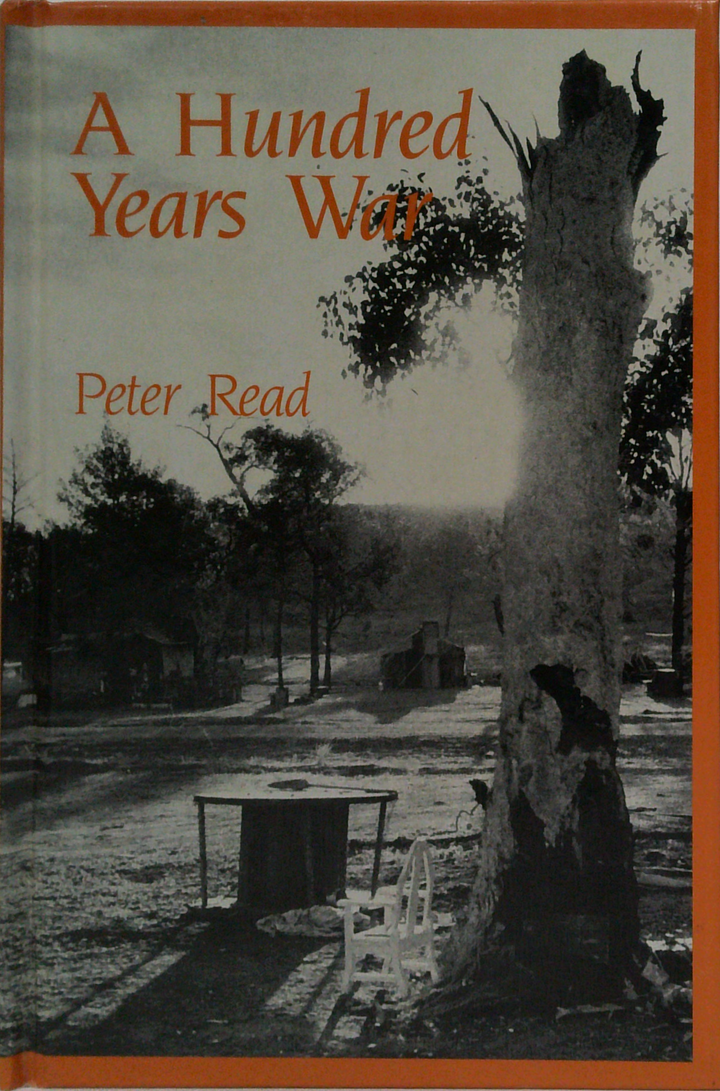 A Hundred
Years War
Peter Read